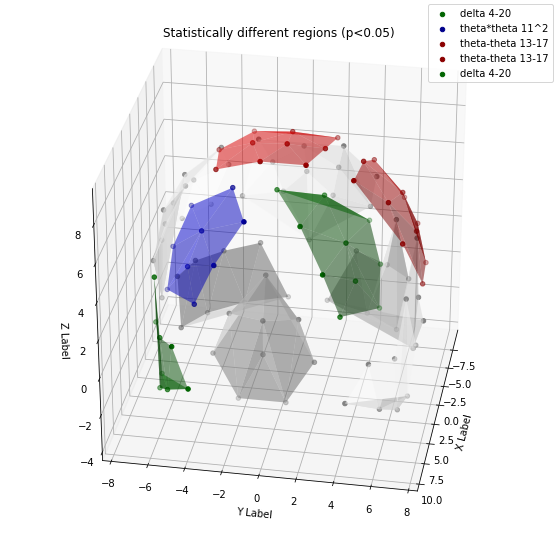 Statistically different regions (p<0.05)
delta 4-20
theta*theta 11^2
theta-theta 13-17
theta-theta 13-17
delta 4-20
8
6
4
2
0
−2
−4
Z Label
−8
−6
−4
−2
0
2
4
6
8
Y Label
−7.5
−5.0
−2.5
0.0
2.5
5.0
7.5
10.0
X Label